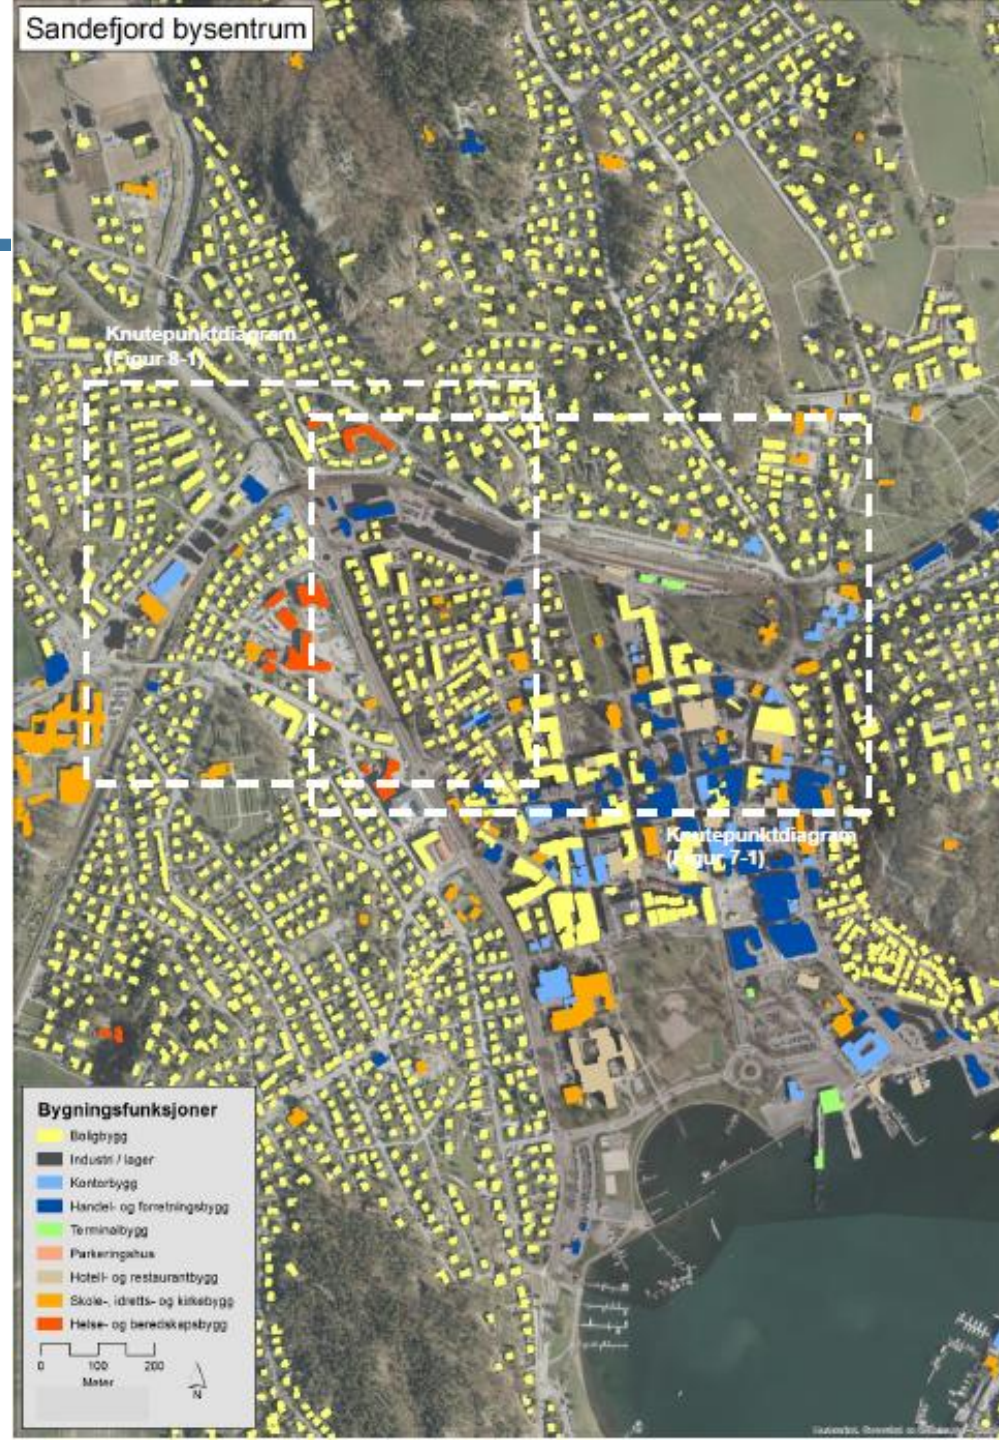 Sandefjord bysentrum
Knutepunktdiagram
(Figur 8-1)
Knutepunktdiagram
(Figur 7-1)
Bygningsfunksjoner
Boligbygg
Industri / lager
Kontorbygg
Handel- og forretningsbygg
Terminalbygg
Parkeringshus
Hotell- og restaurantbygg
Skole-, idretts- og kirkebygg
Helse- og beredskapsbygg
0 100 200
Meter
N